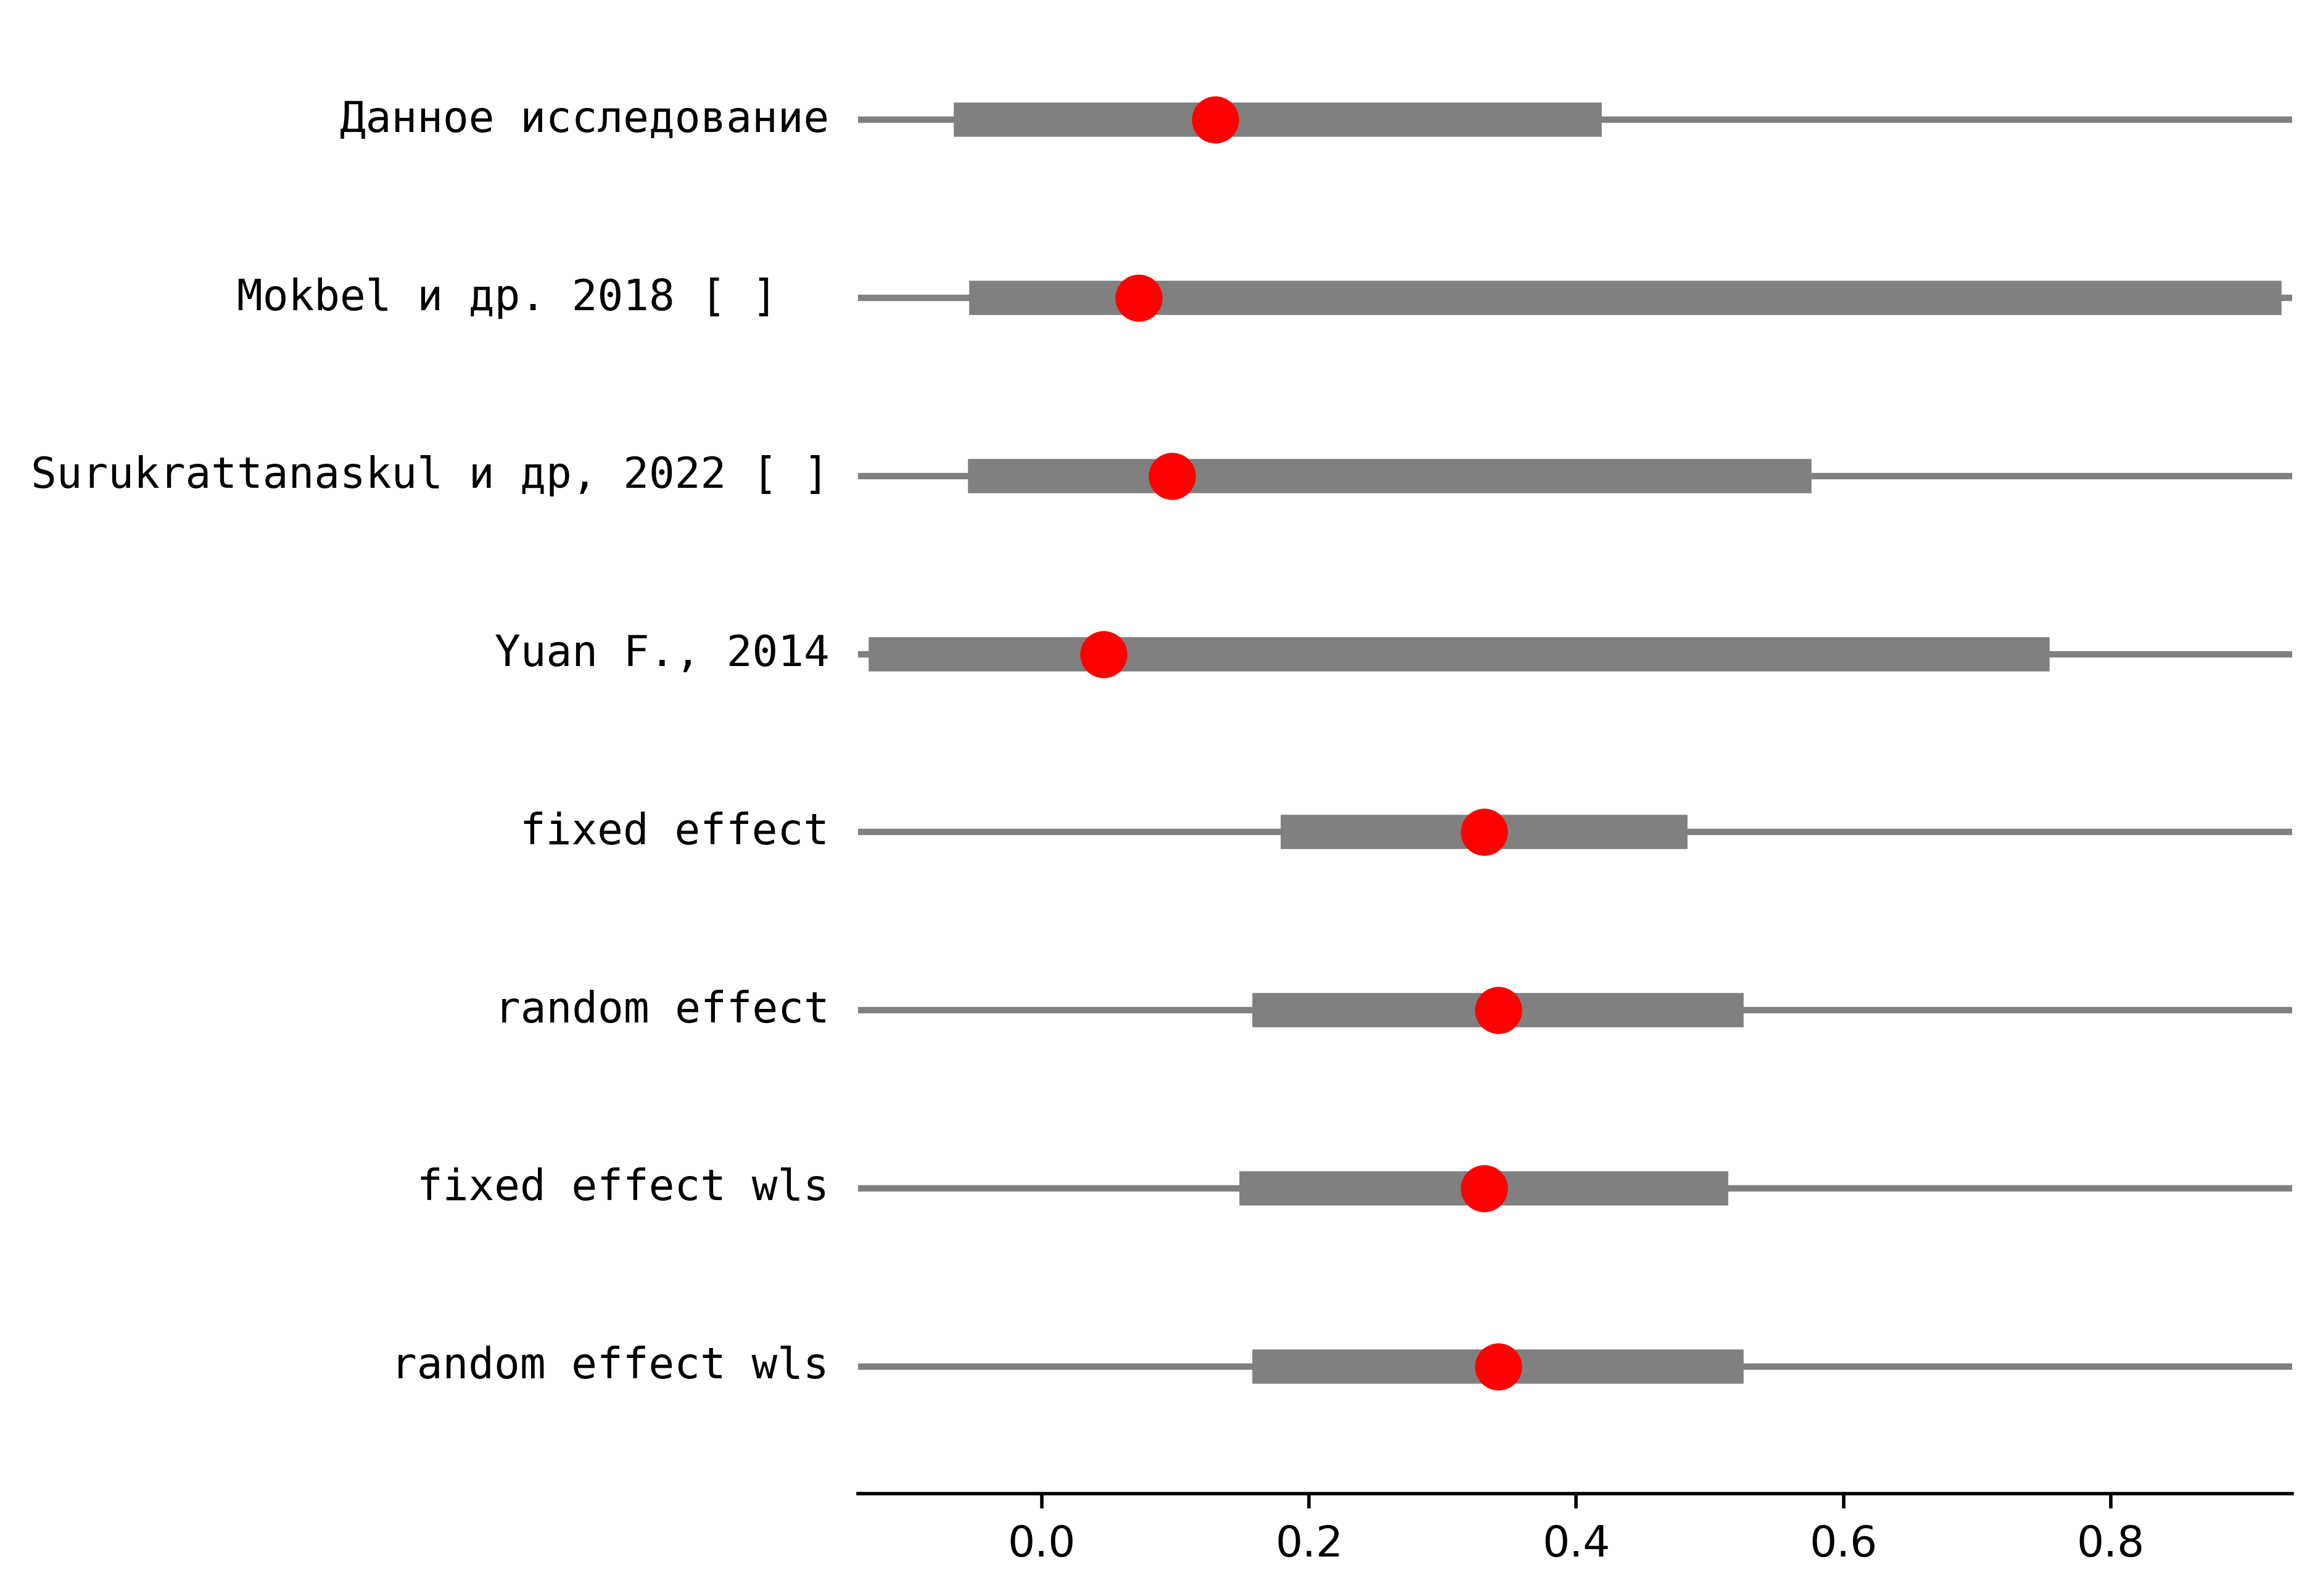 Данное исследование
Mokbel и др. 2018 [ ]
Surukrattanaskul и др, 2022 [ ]
Yuan F., 2014
fixed effect
random effect
fixed effect wls
random effect wls
0.0 0.2 0.4 0.6 0.8